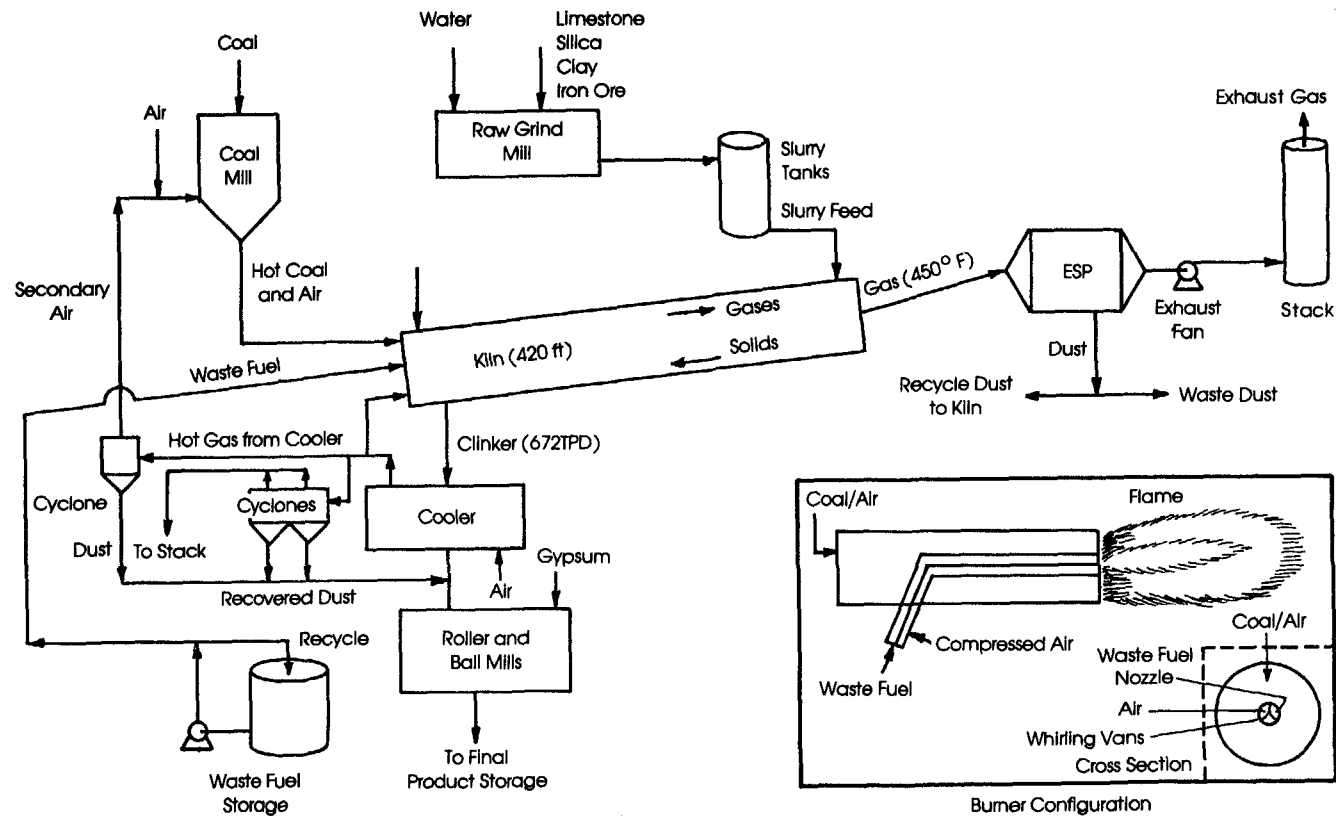 Water
Limestone
Silica
Clay
Iron Ore
Coal
Air
Coal
Mill
Raw Grind
Mill
Slurry
Tanks
Slurry Feed
Exhaust Gas
Stack
Secondary
Air
Hot Coal
and Air
Gas (450° F)
ESP
Exhaust
Fan
Dust
Recycle Dust
to Kiln
Waste Dust
Gases
Solids
Kiln (420 ft)
Waste Fuel
Hot Gas from Cooler
Clinker (672TPD)
Cyclone
Cyclones
Cooler
Dust
To Stack
Air
Gypsum
Recovered Dust
Recycle
Roller and
Ball Mills
Waste Fuel
Storage
To Final
Product Storage
Coal/Air
Flame
Compressed Air
Waste Fuel
Coal/Air
Waste Fuel
Nozzle
Air
Whirling Vans
Cross Section
Burner Configuration